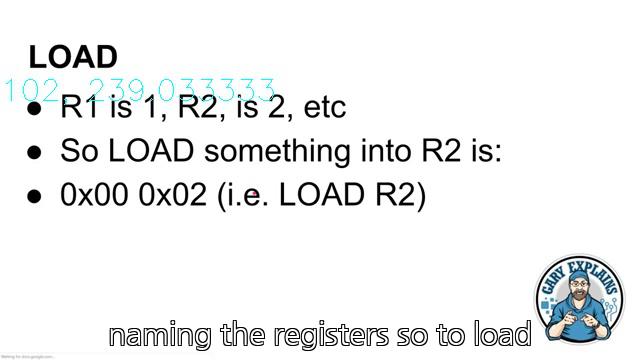 LOAD
102, 239.033333
● R1 is 1, R2, is 2, etc
● So LOAD something into R2 is:
● 0x00 0x02 (i.e. LOAD R2)
GARY EXPLAINS
naming the registers so to load
Waiting for docs.google.com...